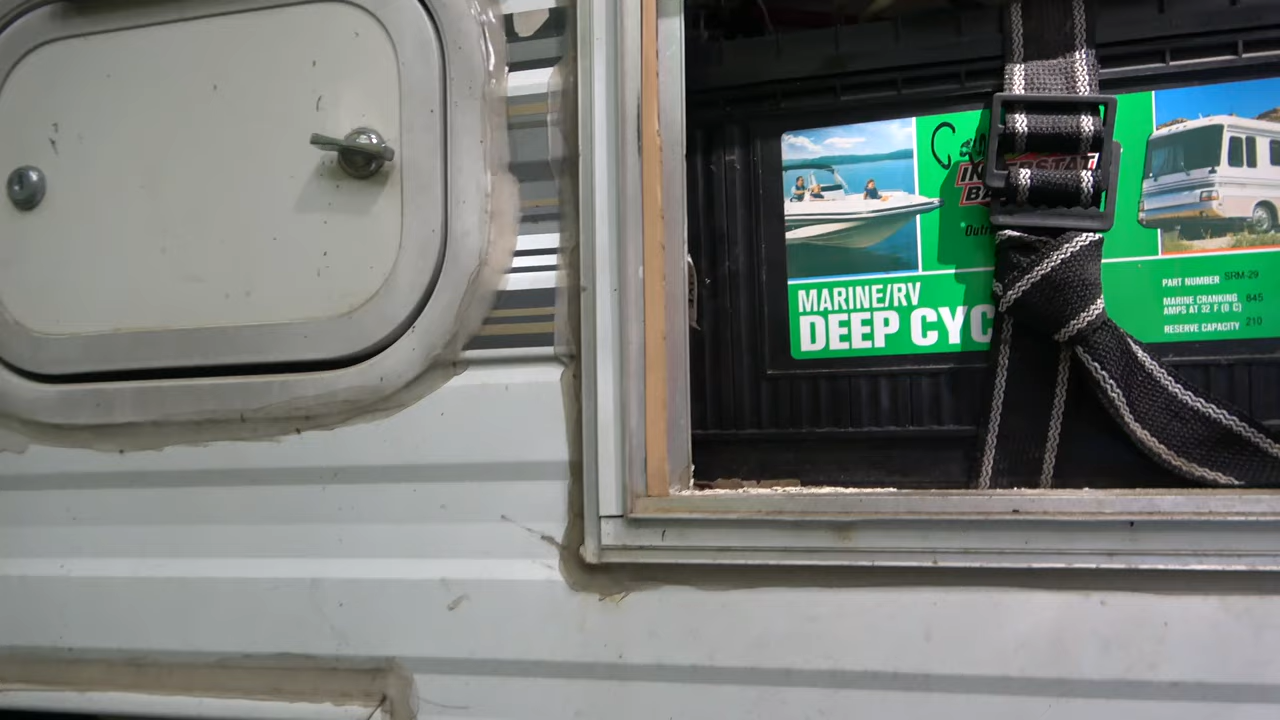 MARINE/RV
DEEP CYC
PART NUMBER SRM-29
MARINE CRANKING 845
AMPS AT 32 F (0 C)
RESERVE CAPACITY 210